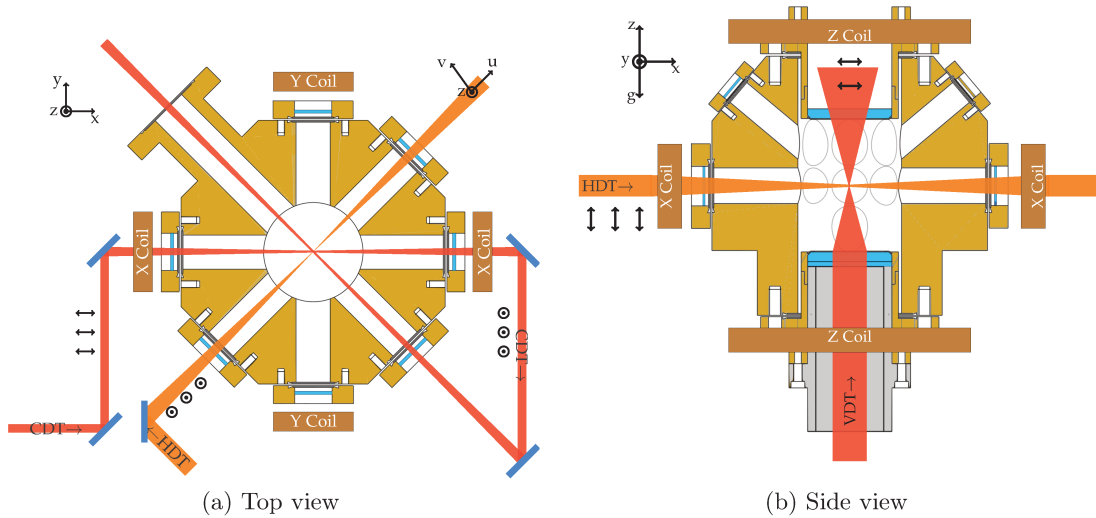 y
z
x
v
u
z
Y Coil
X Coil
X Coil
CDT→
CDT→
←HDT
Y Coil
(a) Top view
z
y
x
g
Z Coil
HDT→
X Coil
X Coil
Z Coil
VDT→
(b) Side view